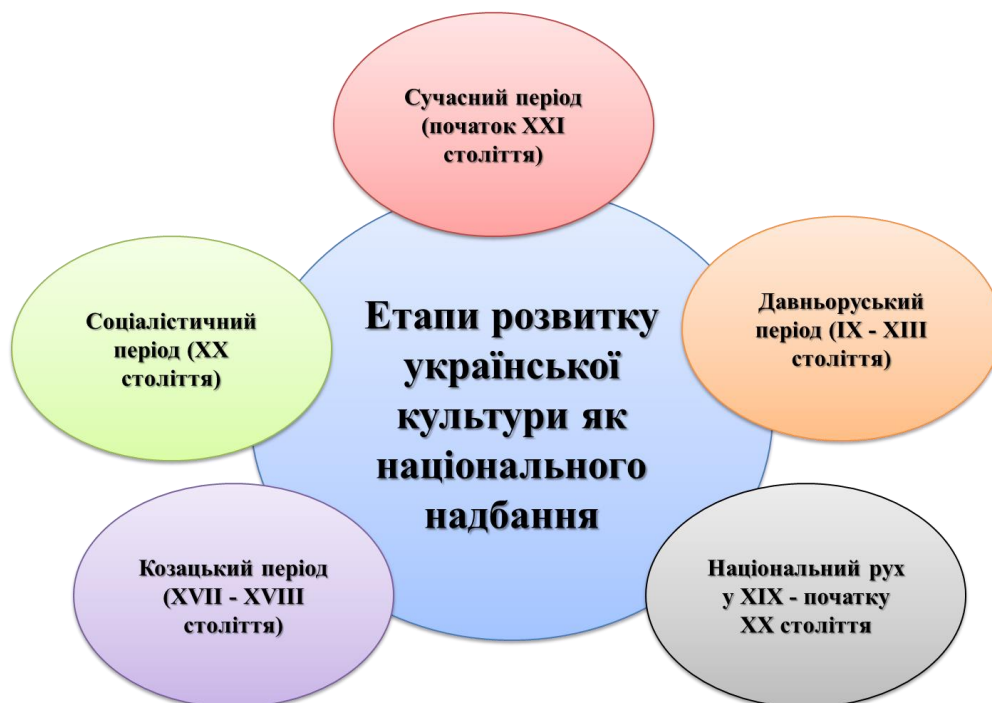 Сучасний період
(початок XXI
століття)
Давньоруський
період (IX - XIII
століття)
Соціалістичний
період (XX
століття)
Етапи розвитку
української
культури як
національного
надбання
Козацький період
(XVII - XVIII
століття)
Національний рух
у XIX - початку
XX століття